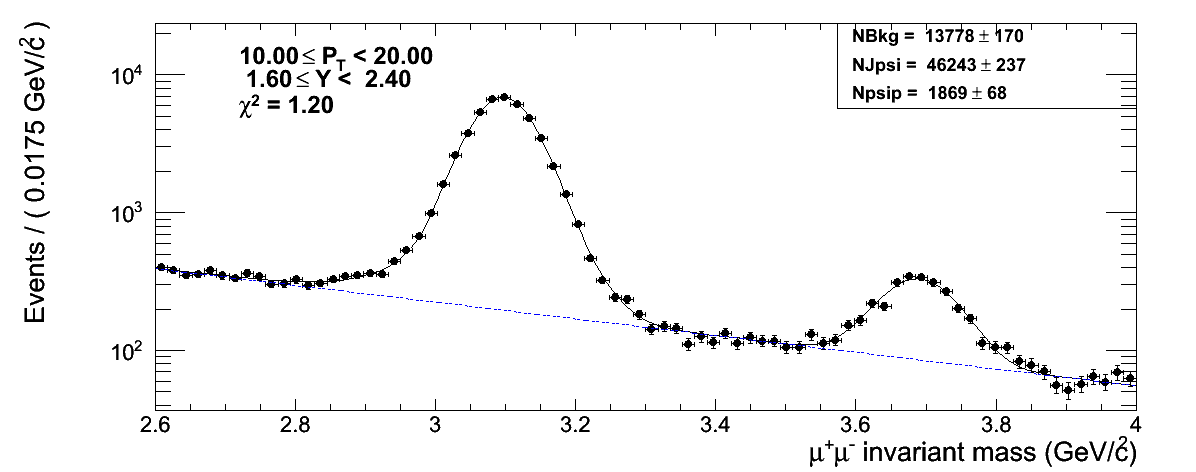 Events / ( 0.0175 GeV/c²
10⁴
10³
10²
10.00 ≤ P_T < 20.00
1.60 ≤ Y < 2.40
χ² = 1.20
NBkg = 13778 ± 170
NJpsi = 46243 ± 237
Npsip = 1869 ± 68
2.6 2.8 3 3.2 3.4 3.6 3.8 4
μ⁺μ⁻ invariant mass (GeV/c²)